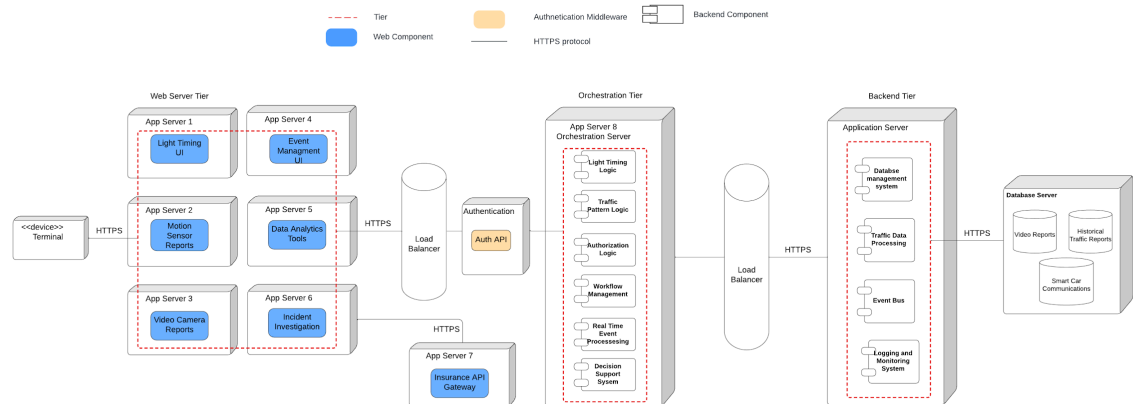 Tier
Authnetication Middleware
Backend Component
Web Component
HTTPS protocol
Web Server Tier
Orchestration Tier
Backend Tier
App Server 1
Light Timing
UI
App Server 4
Event
Managment
UI
App Server 2
Motion
Sensor
Reports
App Server 5
Data Analytics
Tools
App Server 3
Video Camera
Reports
App Server 6
Incident
Investigation
<<device>>
Terminal
HTTPS
HTTPS
Load
Balancer
Authentication
Auth API
HTTPS
App Server 7
Insurance API
Gateway
App Server 8
Orchestration Server
Light Timing
Logic
Traffic
Pattern Logic
Authorization
Logic
Workflow
Management
Real Time
Event
Processesing
Decision
Support
Sysem
Load
Balancer
HTTPS
Application Server
Databse
management
system
Traffic Data
Processing
Event Bus
Logging and
Monitoring
System
HTTPS
Database Server
Video Reports
Historical
Traffic Reports
Smart Car
Communications